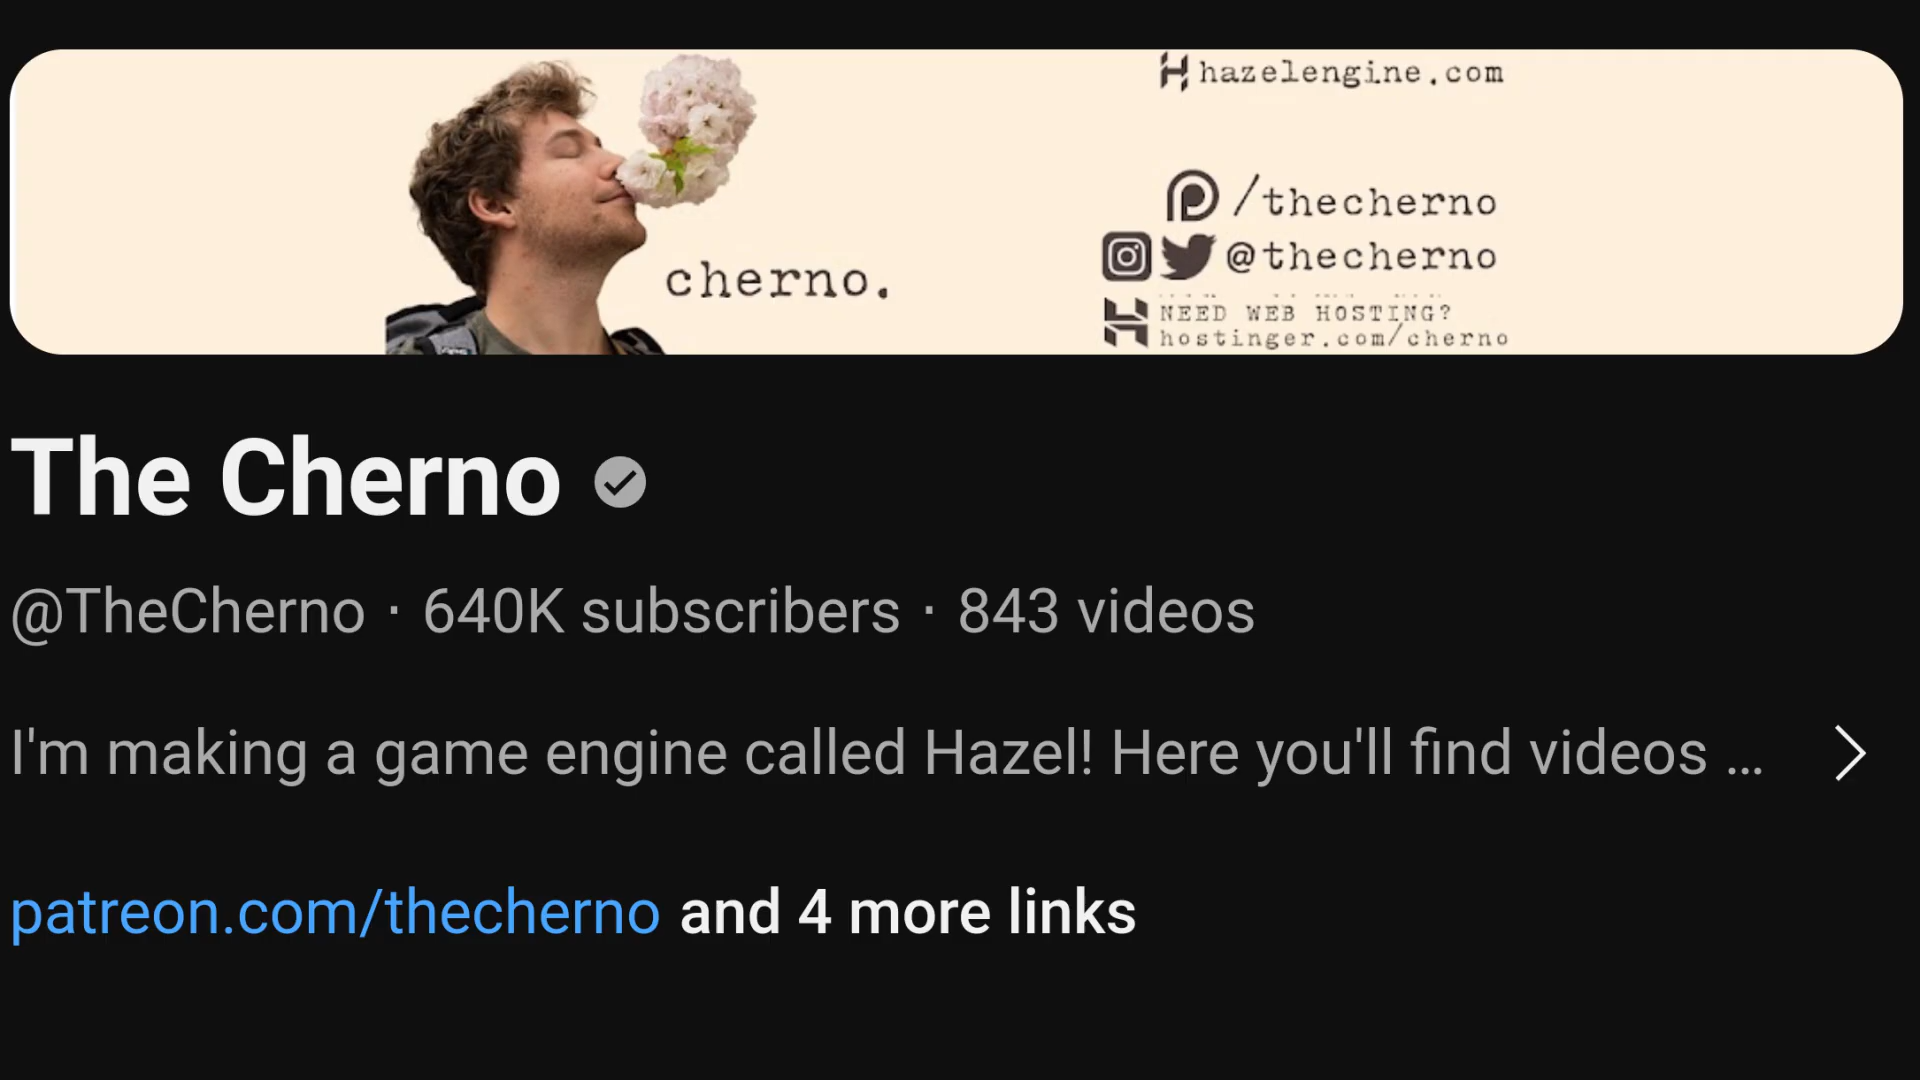 hazelengine.com
/thecherno
@thecherno
cherno.
NEED WEB HOSTING?
hostinger.com/cherno
The Cherno
@TheCherno · 640K subscribers · 843 videos
I'm making a game engine called Hazel! Here you'll find videos ...
patreon.com/thecherno and 4 more links